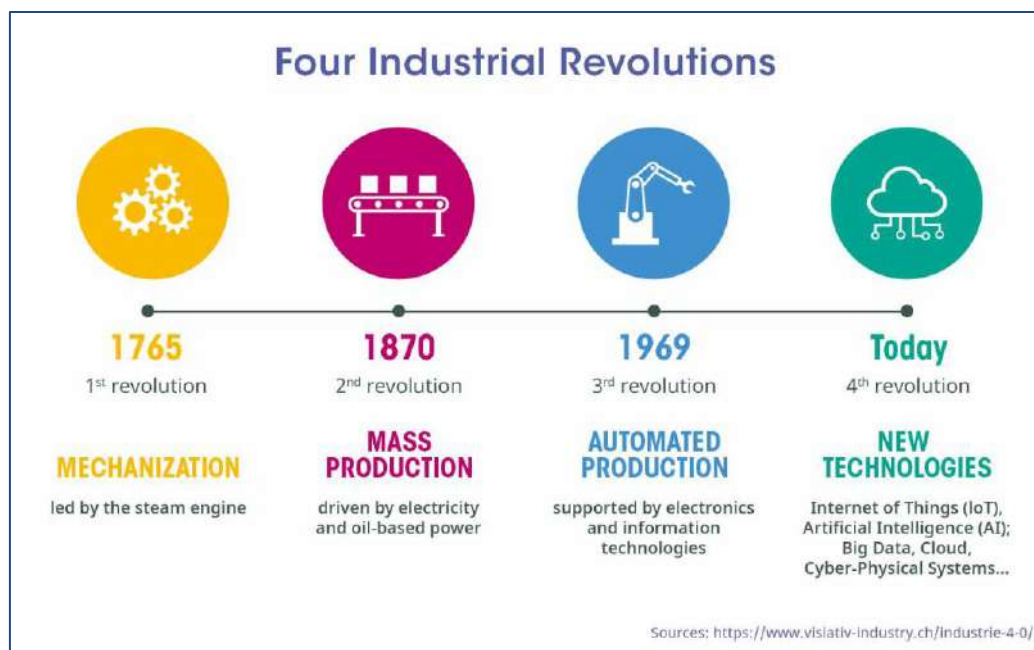 Four Industrial Revolutions
1765
1st revolution
MECHANIZATION
led by the steam engine
1870
2nd revolution
MASS
PRODUCTION
driven by electricity
and oil-based power
1969
3rd revolution
AUTOMATED
PRODUCTION
supported by electronics
and information
technologies
Today
4th revolution
NEW
TECHNOLOGIES
Internet of Things (IoT),
Artificial Intelligence (AI);
Big Data, Cloud,
Cyber-Physical Systems...
Sources: https://www.visiativ-industry.ch/industrie-4-0/